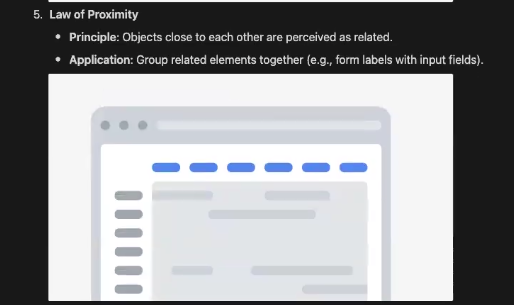 5. Law of Proximity
• Principle: Objects close to each other are perceived as related.
• Application: Group related elements together (e.g., form labels with input fields).